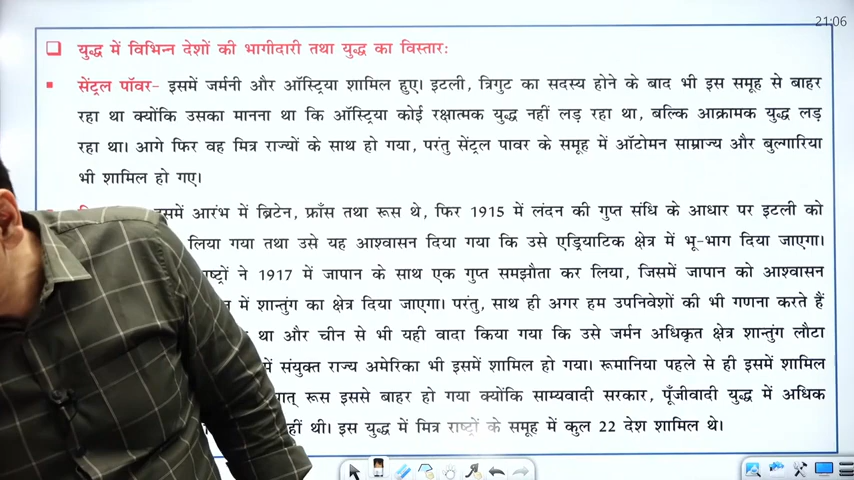 21:06
युद्ध में विभिन्न देशों की भागीदारी तथा युद्ध का विस्तार:
सेंट्रल पॉवर- इसमें जर्मनी और ऑस्ट्रिया शामिल हुए। इटली, त्रिगुट का सदस्य होने के बाद भी इस समूह से बाहर
रहा था क्योंकि उसका मानना था कि ऑस्ट्रिया कोई रक्षात्मक युद्ध नहीं लड़ रहा था, बल्कि आक्रामक युद्ध लड़
रहा था। आगे फिर वह मित्र राज्यों के साथ हो गया, परंतु सेंट्रल पावर के समूह में ऑटोमन साम्राज्य और बुल्गारिया
भी शामिल हो गए।
इसमें आरंभ में ब्रिटेन, फ्राँस तथा रूस थे, फिर 1915 में लंदन की गुप्त संधि के आधार पर इटली को
लिया गया तथा उसे यह आश्वासन दिया गया कि उसे एड्रियाटिक क्षेत्र में भू-भाग दिया जाएगा।
ने 1917 में जापान के साथ एक गुप्त समझौता कर लिया, जिसमें जापान को आश्वासन
में शान्तुंग का क्षेत्र दिया जाएगा। परंतु, साथ ही अगर हम उपनिवेशों की भी गणना करते हैं
था और चीन से भी यही वादा किया गया कि उसे जर्मन अधिकृत क्षेत्र शान्तुंग लौटा
में संयुक्त राज्य अमेरिका भी इसमें शामिल हो गया। रूमानिया पहले से ही इसमें शामिल
रूस इससे बाहर हो गया क्योंकि साम्यवादी सरकार, पूँजीवादी युद्ध में अधिक
थी। इस युद्ध में मित्र राष्ट्रों के समूह में कुल 22 देश शामिल थे।